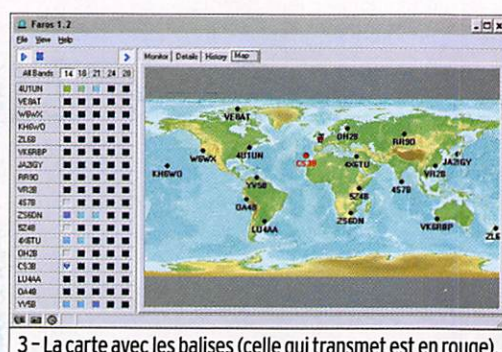 Faros 1.2
File View Help
Monitor Details History Map
All Bands 14 18 21 24 28
4U1UN
VE8AT
W6WX
KH6WO
ZL6B
VK6RBP
JA2IGY
RR9O
VR2B
4S7B
ZS6DN
5Z4B
4X6TU
OH2B
CS3B
LU4AA
OA4B
YV5B
VE8AT
OH2B
RR9O
W6WX
4U1UN
CS3B
4X6TU
JA2IGY
KH6WO
VR2B
YV5B
4S7B
5Z4B
OA4B
ZS6DN
LU4AA
VK6RBP
ZL6
3 – La carte avec les balises (celle qui transmet est en rouge)